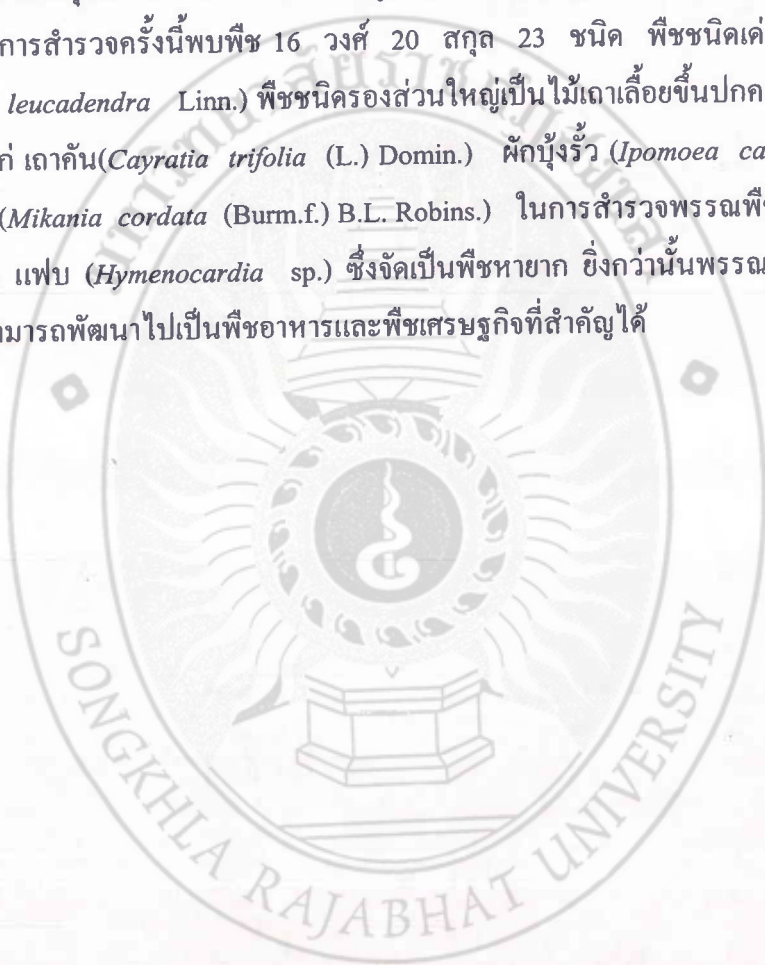 การสำรวจครั้งนี้พบพืช 16 วงศ์ 20 สกุล 23 ชนิด พืชชนิดเด่
leucadendra Linn.) พืชชนิดรองส่วนใหญ่เป็นไม้เถาเลื้อยขึ้นปกค
ก่ เถาคัน(Cayratia trifolia (L.) Domin.) ผักบุ้งรั้ว (Ipomoea ca
(Mikania cordata (Burm.f.) B.L. Robins.) ในการสำรวจพรรณพื
แฟบ (Hymenocardia sp.) ซึ่งจัดเป็นพืชหายาก ยิ่งกว่านั้นพรรณ
ามารถพัฒนาไปเป็นพืชอาหารและพืชเศรษฐกิจที่สำคัญได้
SONGKHLA RAJABHAT UNIVERSITY